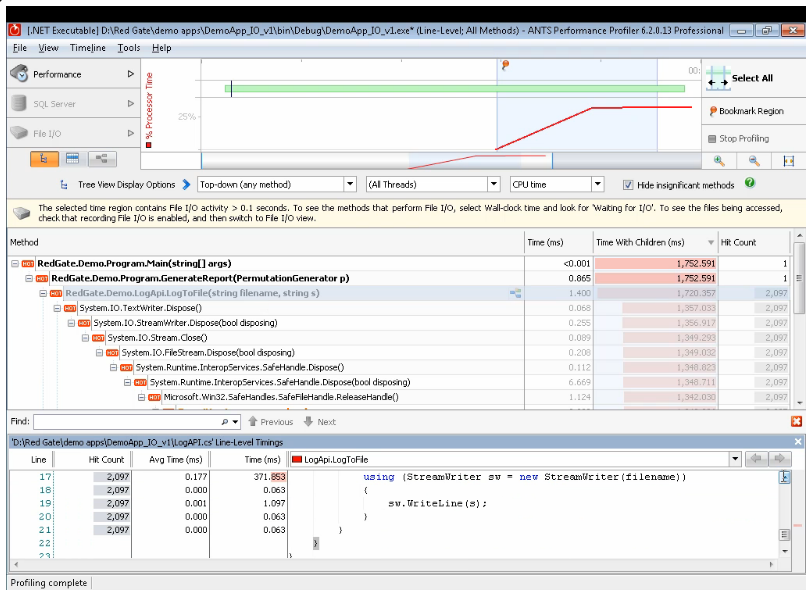 [.NET Executable] D:\Red Gate\demo apps\DemoApp_IO_v1\bin\Debug\DemoApp_IO_v1.exe* (Line-Level; All Methods) - ANTS Performance Profiler 6.2.0.13 Professional
File View Timeline Tools Help
Performance
SQL Server
File I/O
% Processor Time
25%
00:
Select All
Bookmark Region
Stop Profiling
Tree View Display Options Top-down (any method) (All Threads) CPU time Hide insignificant methods
The selected time region contains File I/O activity > 0.1 seconds. To see the methods that perform File I/O, select Wall-clock time and look for 'Waiting for I/O'. To see the files being accessed,
check that recording File I/O is enabled, and then switch to File I/O view.
Method Time (ms) Time With Children (ms) Hit Count
HOT RedGate.Demo.Program.Main(string[] args) <0.001 1,752.591 1
HOT RedGate.Demo.Program.GenerateReport(PermutationGenerator p) 0.865 1,752.591 1
HOT RedGate.Demo.LogApi.LogToFile(string filename, string s) 1.400 1,720.357 2,097
HOT System.IO.TextWriter.Dispose() 0.068 1,357.033 2,097
HOT System.IO.StreamWriter.Dispose(bool disposing) 0.255 1,356.917 2,097
HOT System.IO.Stream.Close() 0.089 1,349.293 2,097
HOT System.IO.FileStream.Dispose(bool disposing) 0.208 1,349.032 2,097
HOT System.Runtime.InteropServices.SafeHandle.Dispose() 0.112 1,348.823 2,097
HOT System.Runtime.InteropServices.SafeHandle.Dispose(bool disposing) 6.669 1,348.711 2,097
HOT Microsoft.Win32.SafeHandles.SafeFileHandle.ReleaseHandle() 1.124 1,342.030 2,097
Find: Previous Next
'D:\Red Gate\demo apps\DemoApp_IO_v1\LogAPI.cs' Line-Level Timings
Line Hit Count Avg Time (ms) Time (ms) LogApi.LogToFile
17 2,097 0.177 371.853 using (StreamWriter sw = new StreamWriter(filename))
18 2,097 0.000 0.063 {
19 2,097 0.001 1.097 sw.WriteLine(s);
20 2,097 0.000 0.063 }
21 2,097 0.000 0.063 }
22 }
23 }
Profiling complete